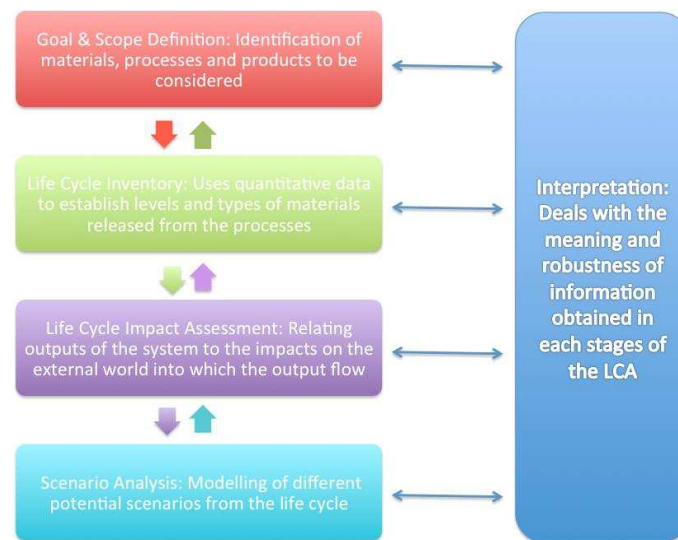 Goal & Scope Definition: Identification of
materials, processes and products to be
considered
Life Cycle Inventory: Uses quantitative data
to establish levels and types of materials
released from the processes
Life Cycle Impact Assessment: Relating
outputs of the system to the impacts on the
external world into which the output flow
Scenario Analysis: Modelling of different
potential scenarios from the life cycle
Interpretation:
Deals with the
meaning and
robustness of
information
obtained in
each stages of
the LCA